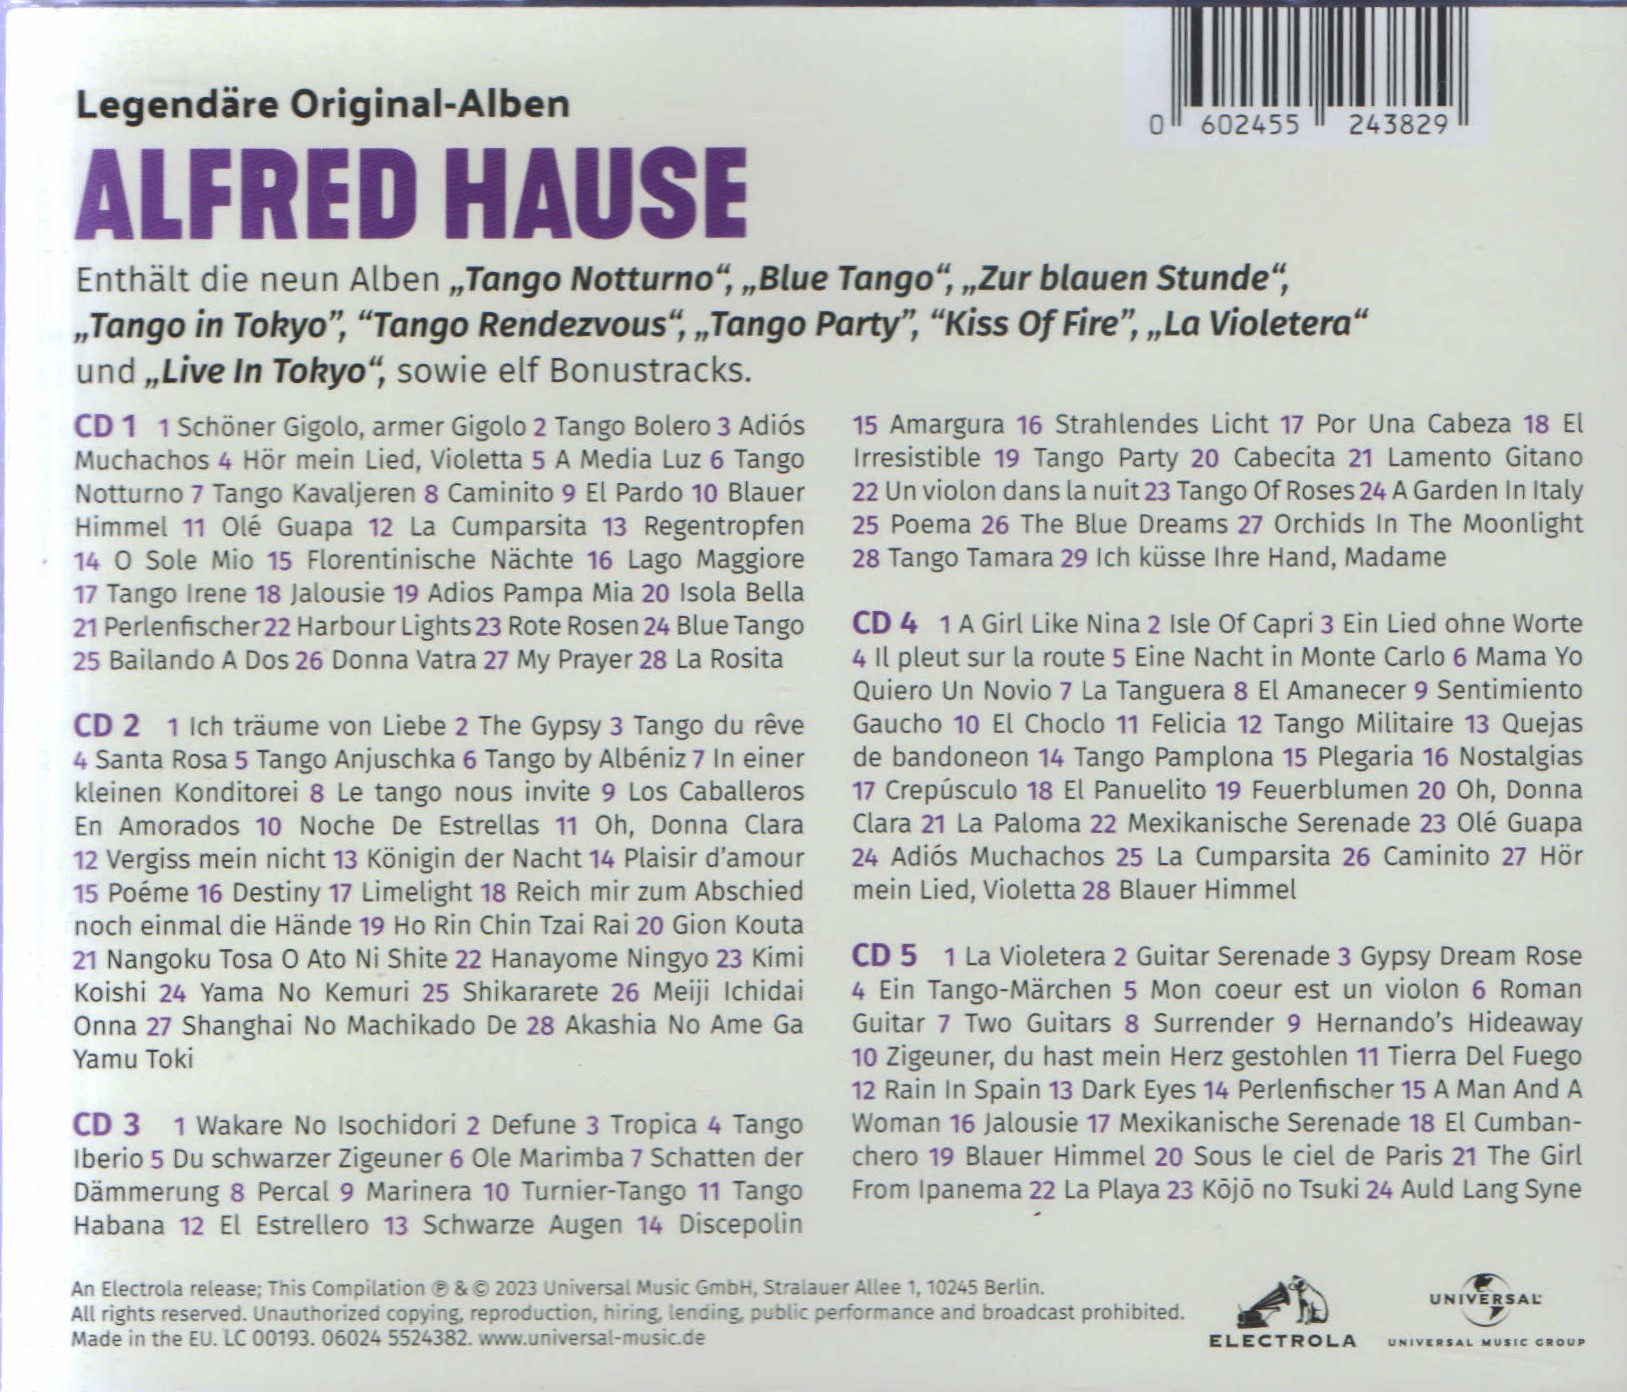 Legendäre Original-Alben
0 602455 243829
ALFRED HAUSE
Enthält die neun Alben „Tango Notturno“, „Blue Tango“, „Zur blauen Stunde“,
„Tango in Tokyo”, “Tango Rendezvous“, „Tango Party”, “Kiss Of Fire”, „La Violetera“
und „Live In Tokyo“, sowie elf Bonustracks.
CD 1 1 Schöner Gigolo, armer Gigolo 2 Tango Bolero 3 Adiós
Muchachos 4 Hör mein Lied, Violetta 5 A Media Luz 6 Tango
Notturno 7 Tango Kavaljeren 8 Caminito 9 El Pardo 10 Blauer
Himmel 11 Olé Guapa 12 La Cumparsita 13 Regentropfen
14 O Sole Mio 15 Florentinische Nächte 16 Lago Maggiore
17 Tango Irene 18 Jalousie 19 Adios Pampa Mia 20 Isola Bella
21 Perlenfischer 22 Harbour Lights 23 Rote Rosen 24 Blue Tango
25 Bailando A Dos 26 Donna Vatra 27 My Prayer 28 La Rosita
CD 2 1 Ich träume von Liebe 2 The Gypsy 3 Tango du rêve
4 Santa Rosa 5 Tango Anjuschka 6 Tango by Albéniz 7 In einer
kleinen Konditorei 8 Le tango nous invite 9 Los Caballeros
En Amorados 10 Noche De Estrellas 11 Oh, Donna Clara
12 Vergiss mein nicht 13 Königin der Nacht 14 Plaisir d’amour
15 Poéme 16 Destiny 17 Limelight 18 Reich mir zum Abschied
noch einmal die Hände 19 Ho Rin Chin Tzai Rai 20 Gion Kouta
21 Nangoku Tosa O Ato Ni Shite 22 Hanayome Ningyo 23 Kimi
Koishi 24 Yama No Kemuri 25 Shikararete 26 Meiji Ichidai
Onna 27 Shanghai No Machikado De 28 Akashia No Ame Ga
Yamu Toki
CD 3 1 Wakare No Isochidori 2 Defune 3 Tropica 4 Tango
Iberio 5 Du schwarzer Zigeuner 6 Ole Marimba 7 Schatten der
Dämmerung 8 Percal 9 Marinera 10 Turnier-Tango 11 Tango
Habana 12 El Estrellero 13 Schwarze Augen 14 Discepolin
15 Amargura 16 Strahlendes Licht 17 Por Una Cabeza 18 El
Irresistible 19 Tango Party 20 Cabecita 21 Lamento Gitano
22 Un violon dans la nuit 23 Tango Of Roses 24 A Garden In Italy
25 Poema 26 The Blue Dreams 27 Orchids In The Moonlight
28 Tango Tamara 29 Ich küsse Ihre Hand, Madame
CD 4 1 A Girl Like Nina 2 Isle Of Capri 3 Ein Lied ohne Worte
4 Il pleut sur la route 5 Eine Nacht in Monte Carlo 6 Mama Yo
Quiero Un Novio 7 La Tanguera 8 El Amanecer 9 Sentimiento
Gaucho 10 El Choclo 11 Felicia 12 Tango Militaire 13 Quejas
de bandoneon 14 Tango Pamplona 15 Plegaria 16 Nostalgias
17 Crepúsculo 18 El Panuelito 19 Feuerblumen 20 Oh, Donna
Clara 21 La Paloma 22 Mexikanische Serenade 23 Olé Guapa
24 Adiós Muchachos 25 La Cumparsita 26 Caminito 27 Hör
mein Lied, Violetta 28 Blauer Himmel
CD 5 1 La Violetera 2 Guitar Serenade 3 Gypsy Dream Rose
4 Ein Tango-Märchen 5 Mon coeur est un violon 6 Roman
Guitar 7 Two Guitars 8 Surrender 9 Hernando’s Hideaway
10 Zigeuner, du hast mein Herz gestohlen 11 Tierra Del Fuego
12 Rain In Spain 13 Dark Eyes 14 Perlenfischer 15 A Man And A
Woman 16 Jalousie 17 Mexikanische Serenade 18 El Cumban-
chero 19 Blauer Himmel 20 Sous le ciel de Paris 21 The Girl
From Ipanema 22 La Playa 23 Kōjō no Tsuki 24 Auld Lang Syne
An Electrola release; This Compilation ℗ & © 2023 Universal Music GmbH, Stralauer Allee 1, 10245 Berlin.
All rights reserved. Unauthorized copying, reproduction, hiring, lending, public performance and broadcast prohibited.
Made in the EU. LC 00193. 06024 5524382. www.universal-music.de
ELECTROLA
UNIVERSAL
UNIVERSAL MUSIC GROUP